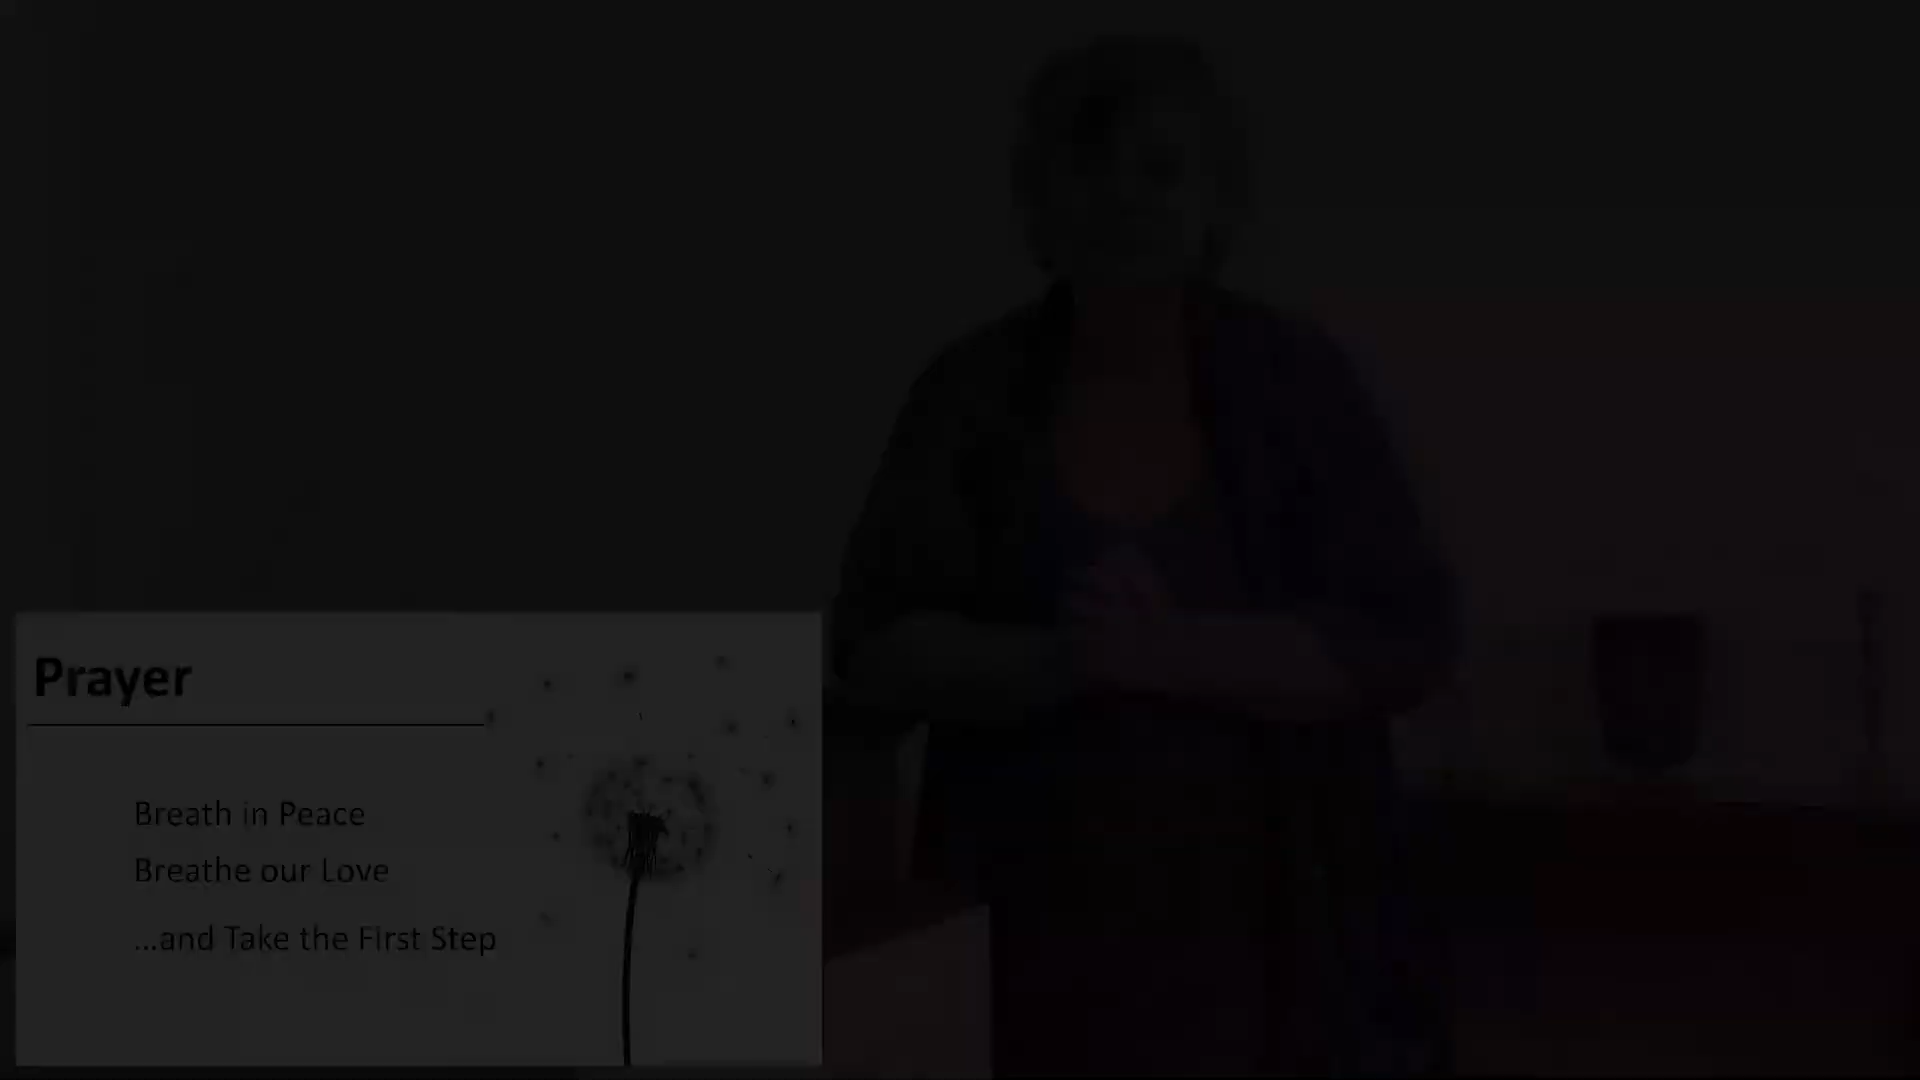 Prayer
Breath in Peace
Breathe our Love
...and Take the First Step